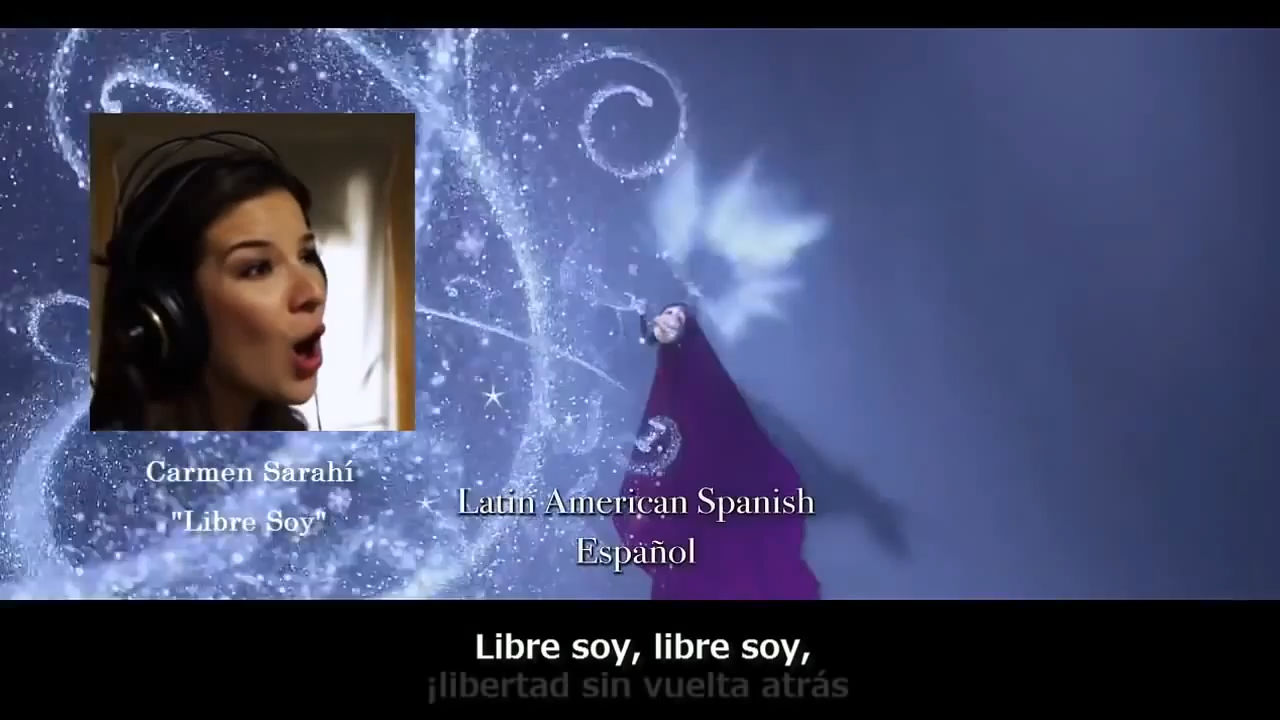 Carmen Sarahí
"Libre Soy"
Latin American Spanish
Español
Libre soy, libre soy,
¡libertad sin vuelta atrás